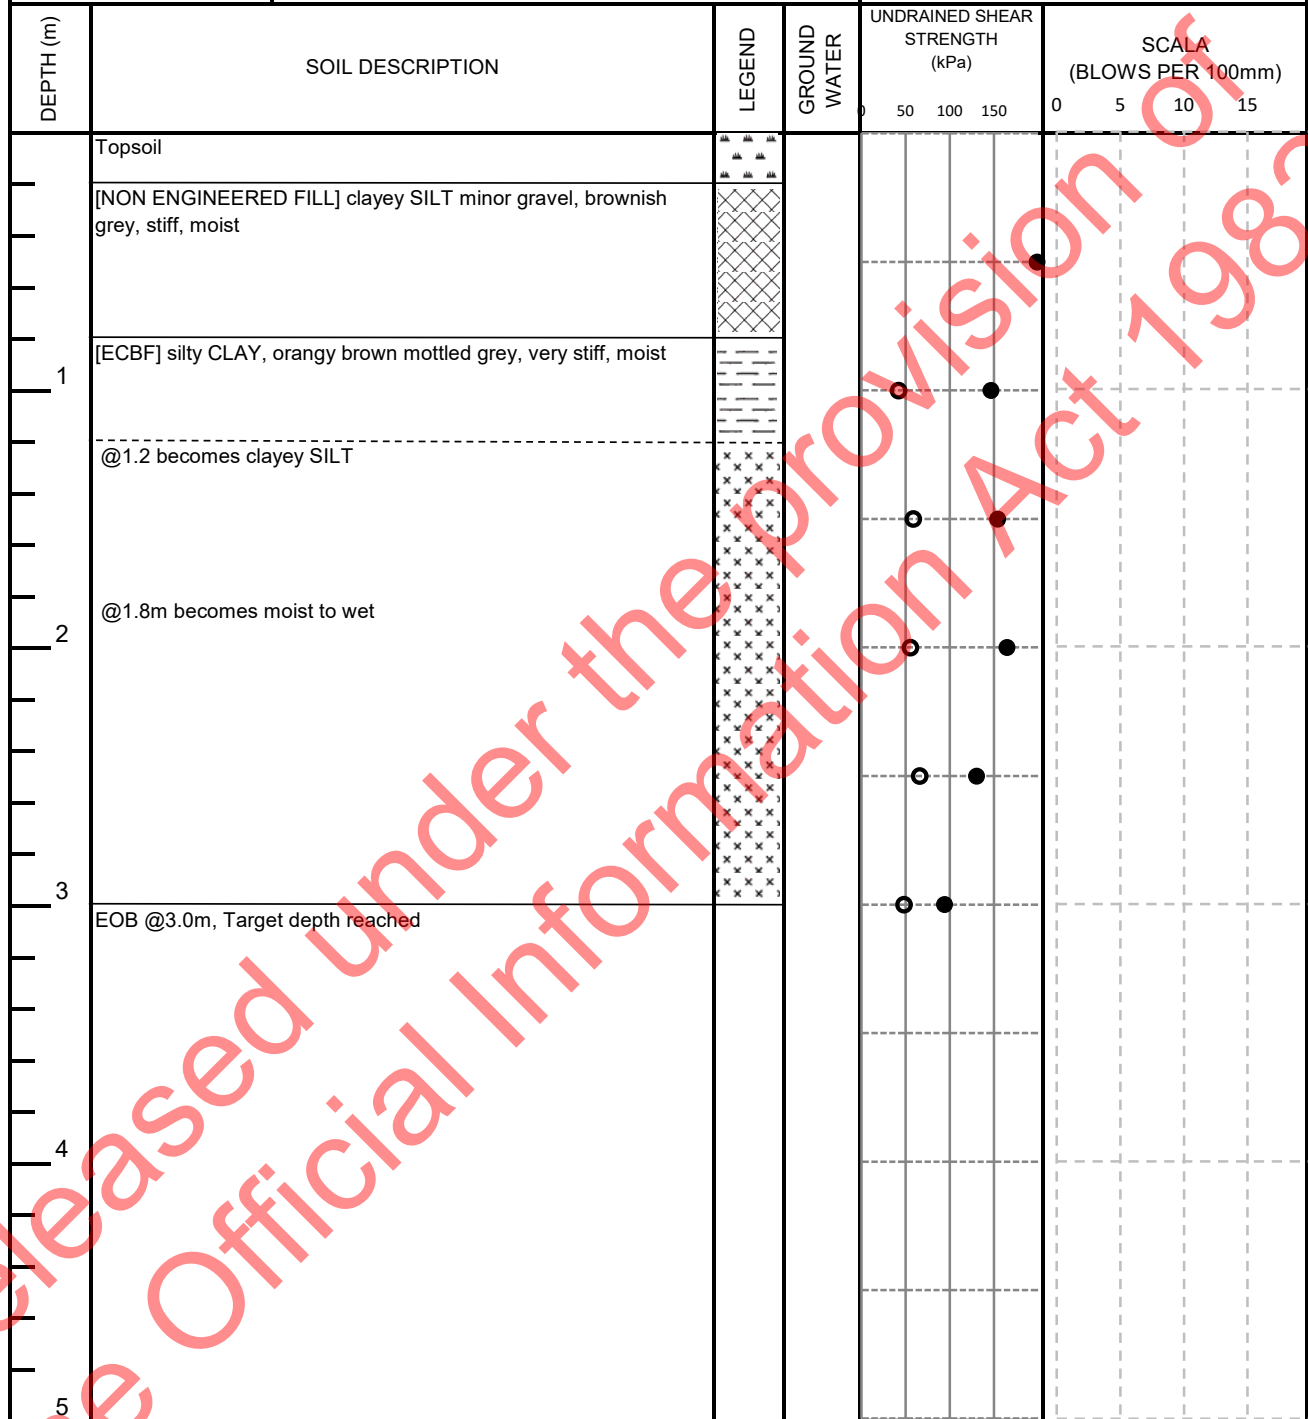 DEPTH (m)
SOIL DESCRIPTION
LEGEND
GROUND
WATER
UNDRAINED SHEAR
STRENGTH
(kPa)
0 50 100 150
SCALA
(BLOWS PER 100mm)
0 5 10 15
Topsoil
[NON ENGINEERED FILL] clayey SILT minor gravel, brownish
grey, stiff, moist
[ECBF] silty CLAY, orangy brown mottled grey, very stiff, moist
1
@1.2 becomes clayey SILT
@1.8m becomes moist to wet
2
3
EOB @3.0m, Target depth reached
4
5
eleased under the provision of
e Official Information Act 1982